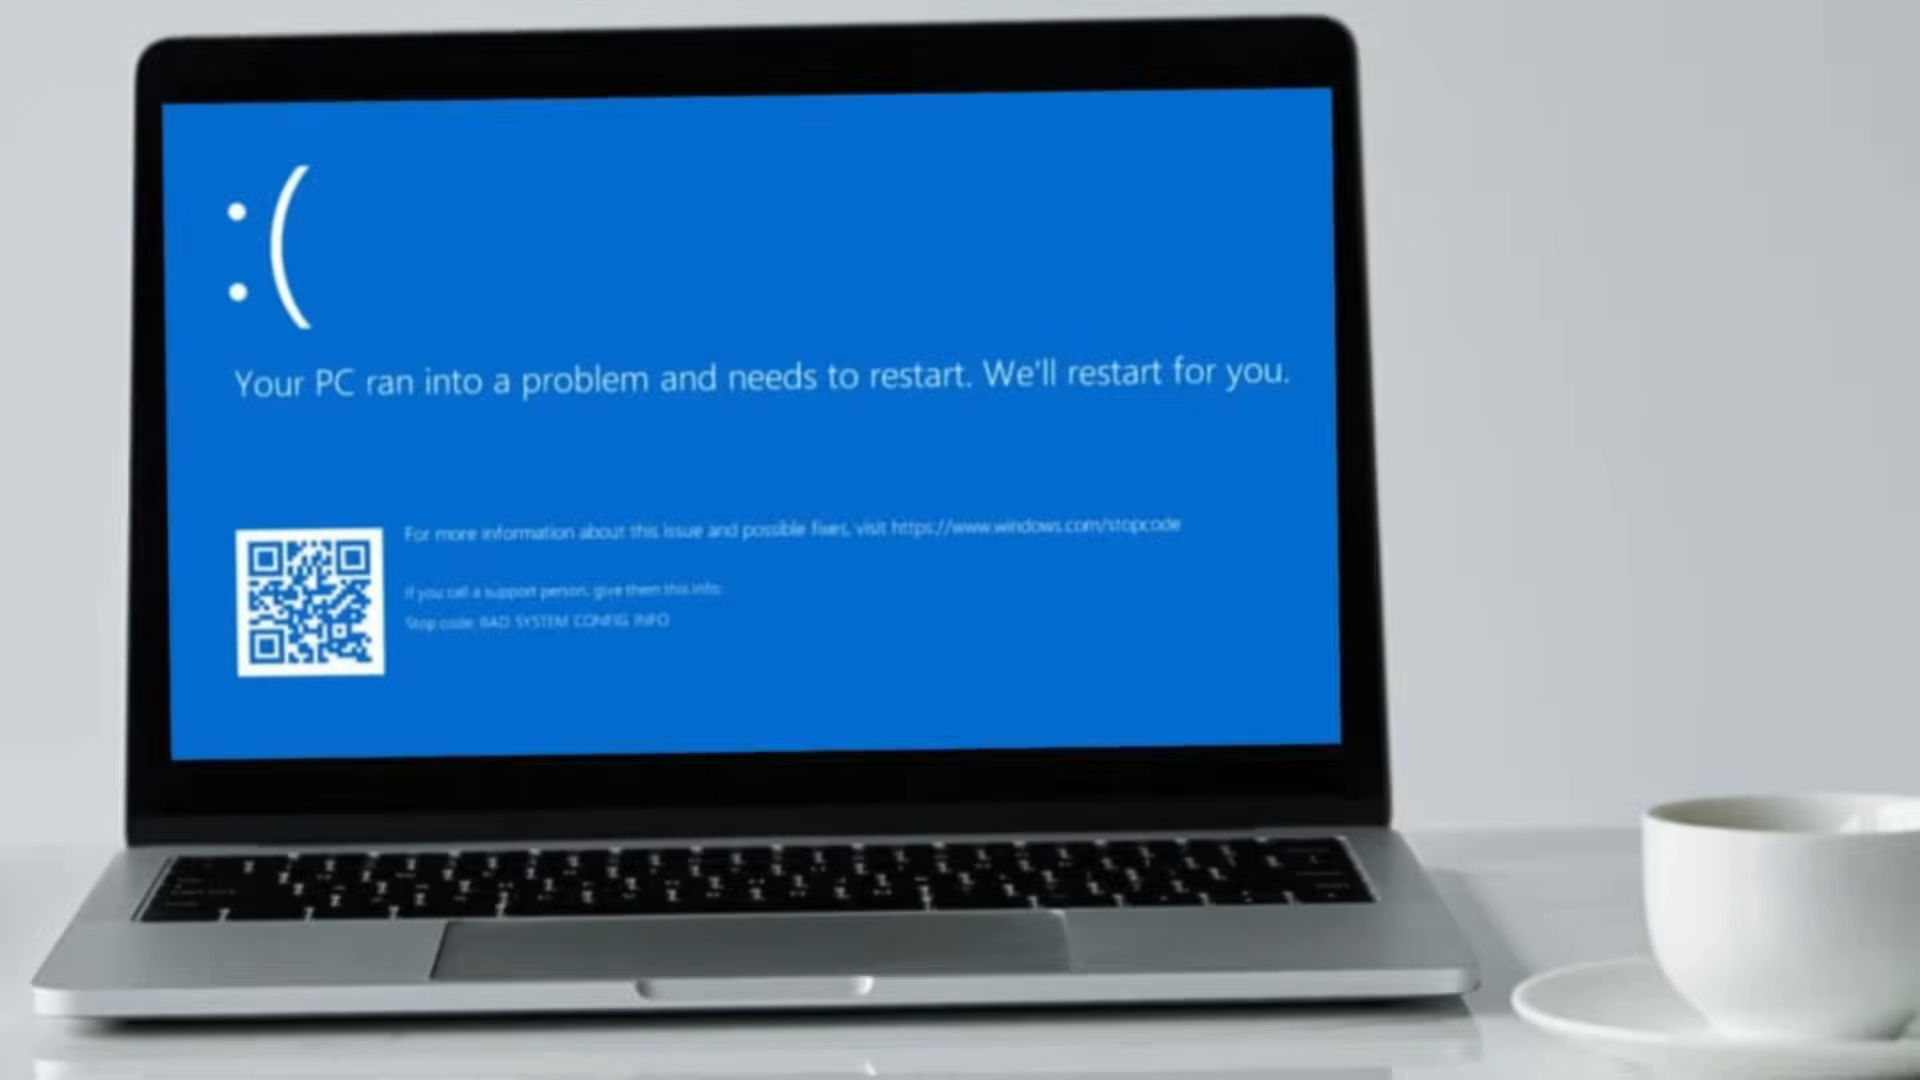 :(
Your PC ran into a problem and needs to restart. We'll restart for you.
For more information about this issue and possible fixes, visit https://www.windows.com/stopcode
If you call a support person, give them this info:
Stop code: BAD SYSTEM CONFIG INFO